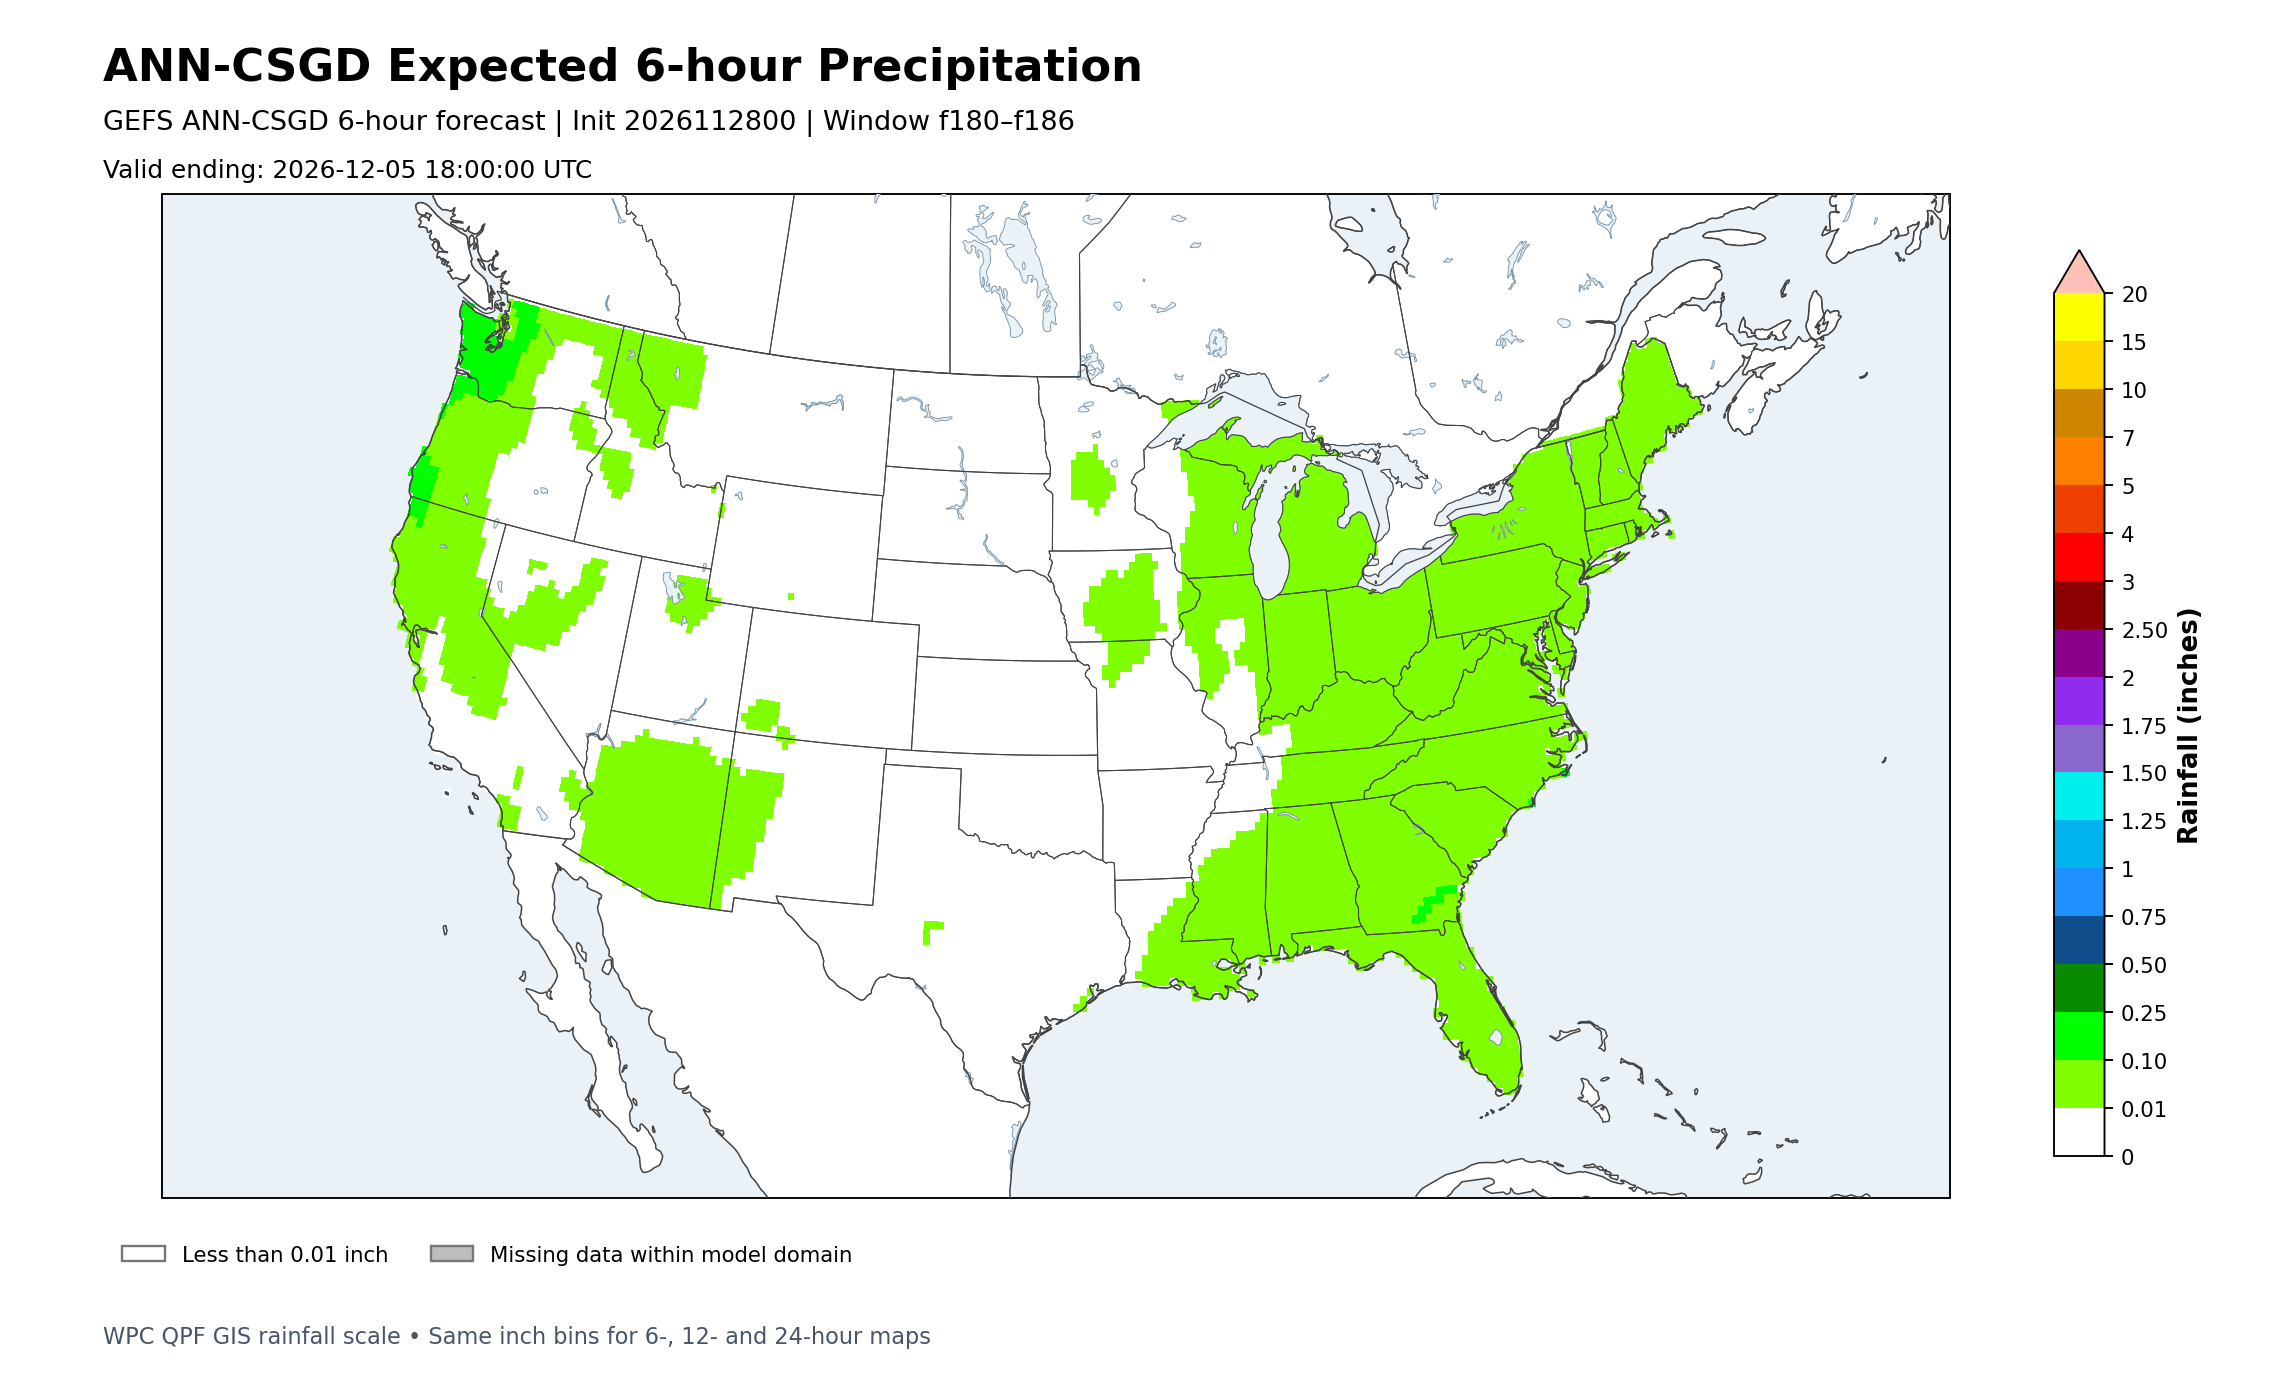 ANN-CSGD Expected 6-hour Precipitation
GEFS ANN-CSGD 6-hour forecast | Init 2026112800 | Window f180–f186
Valid ending: 2026-12-05 18:00:00 UTC
20
15
10
7
5
4
3
2.50
2
1.75
1.50
1.25
1
0.75
0.50
0.25
0.10
0.01
0
Rainfall (inches)
Less than 0.01 inch
Missing data within model domain
WPC QPF GIS rainfall scale • Same inch bins for 6-, 12- and 24-hour maps